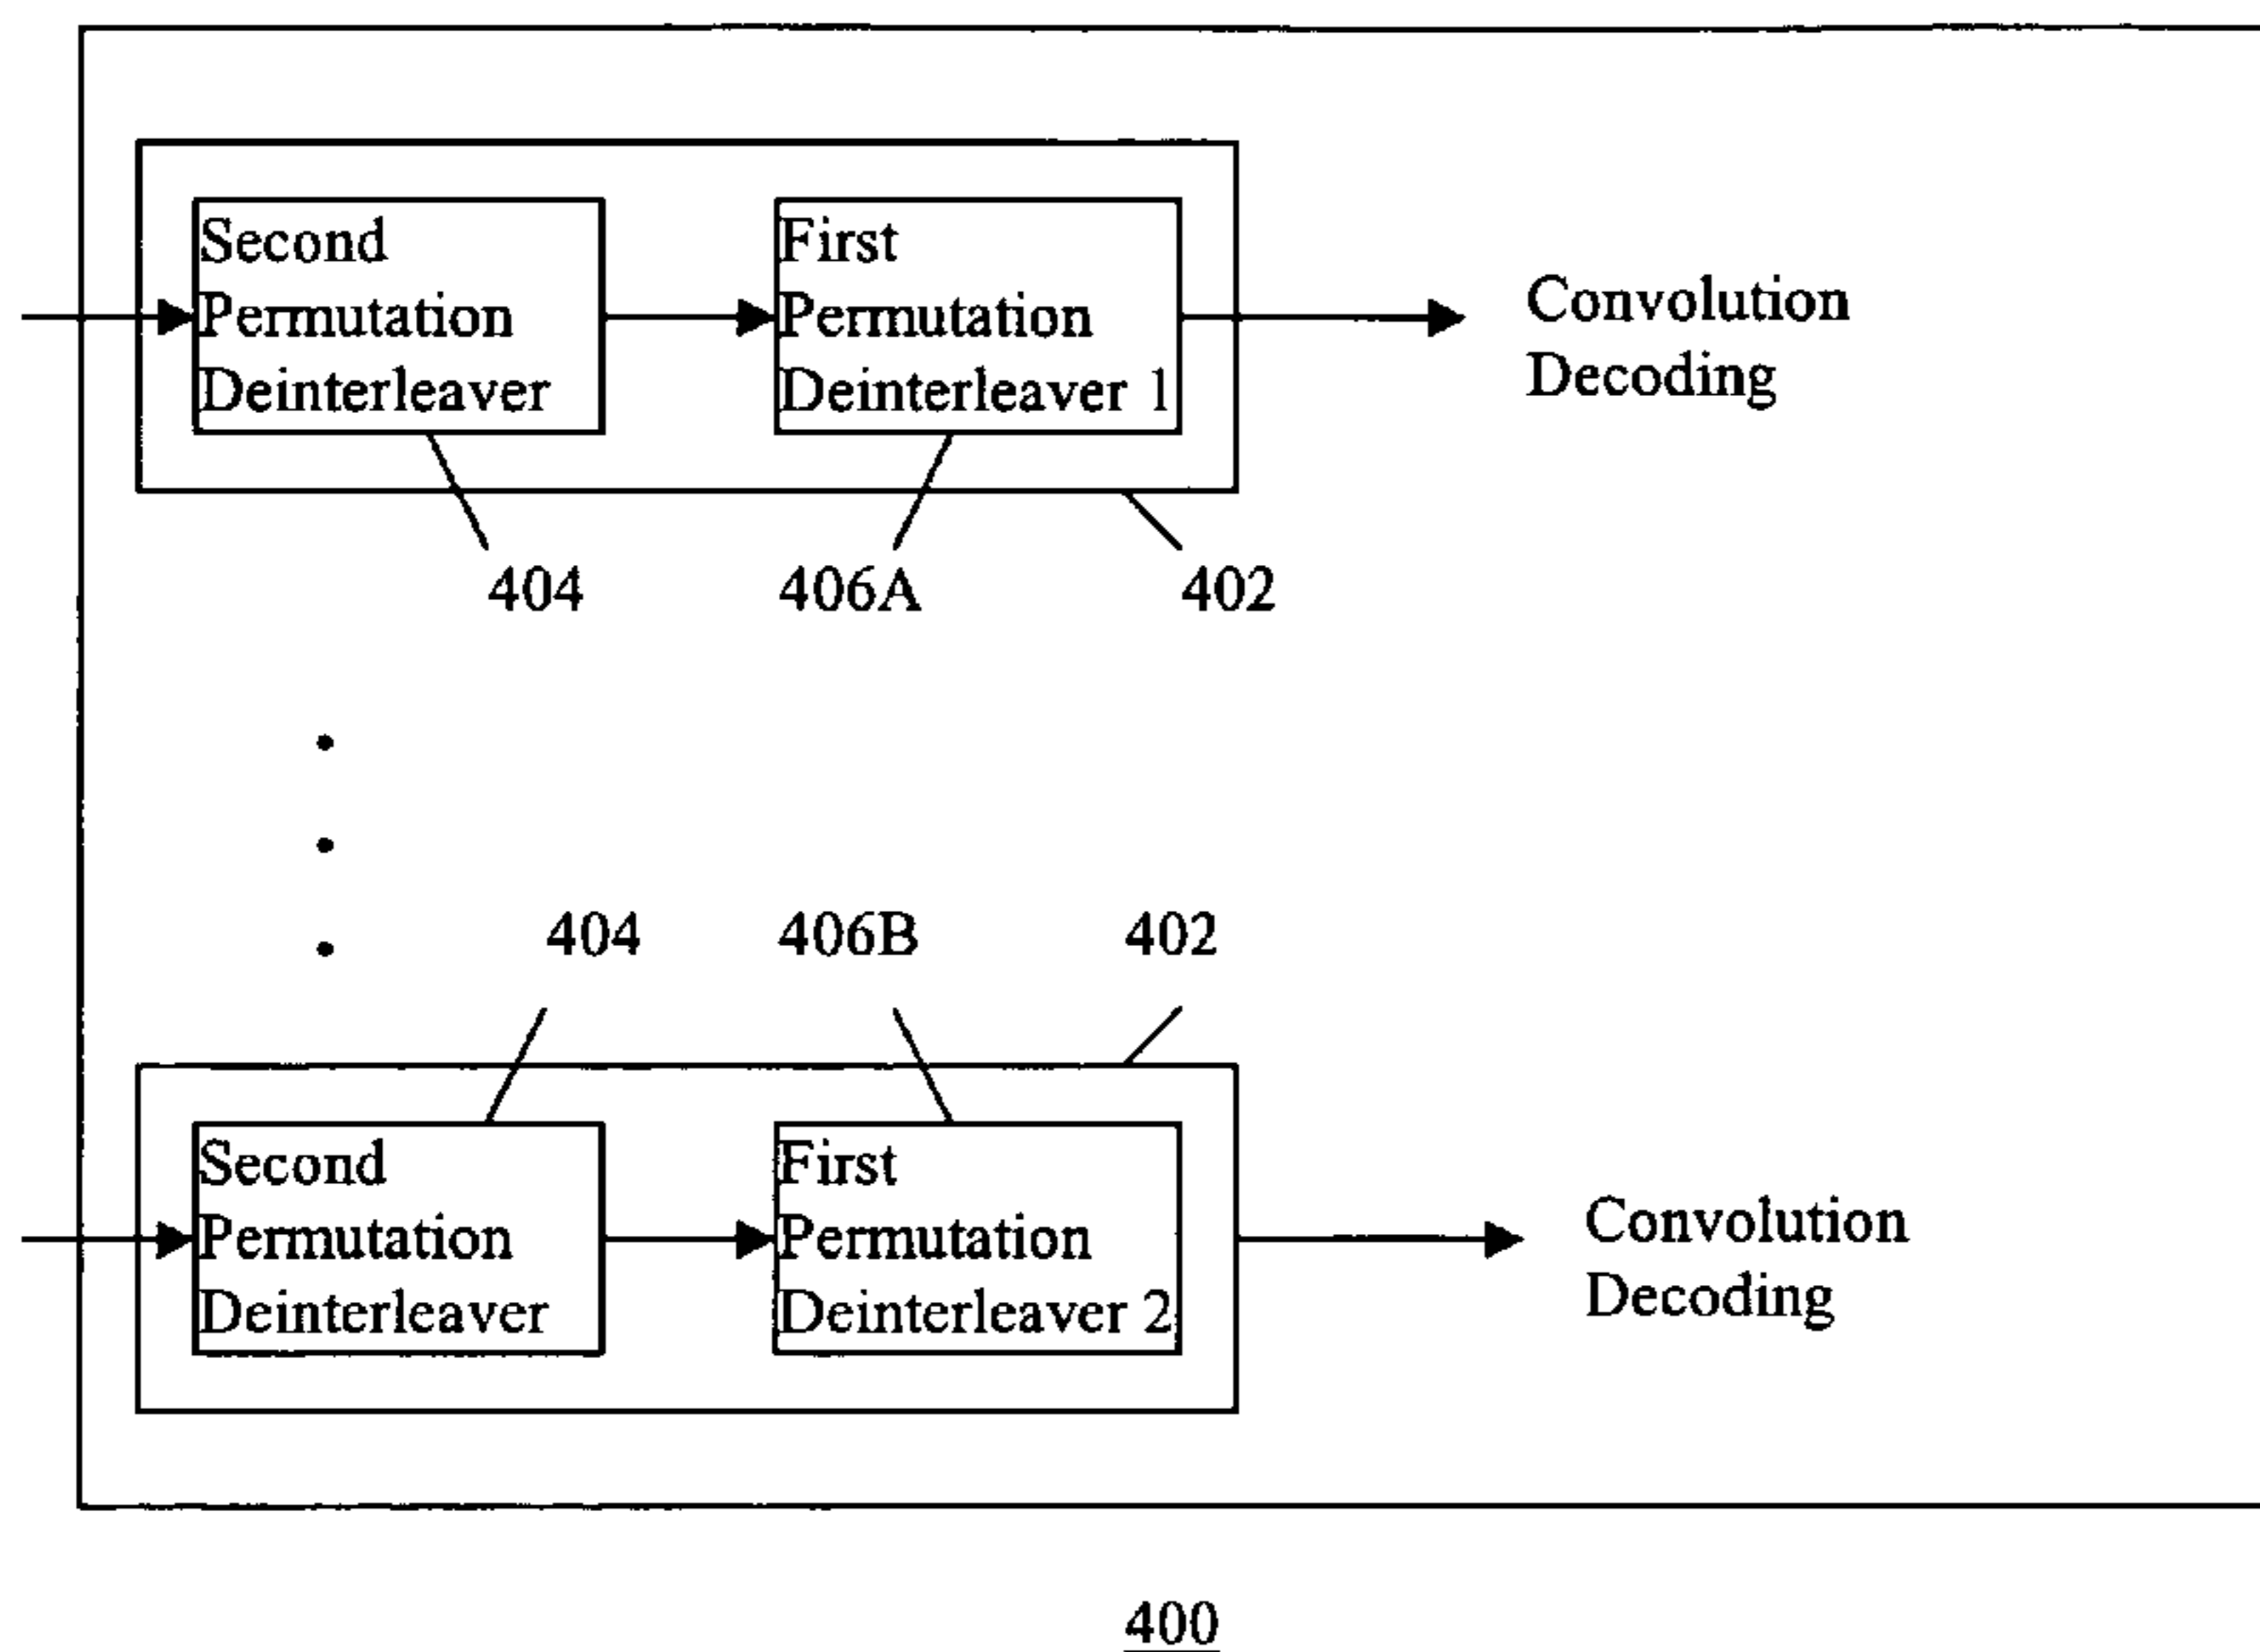 Second
Permutation
Deinterleaver
First
Permutation
Deinterleaver 1
Convolution
Decoding
404
406A
402
404
406B
402
Second
Permutation
Deinterleaver
First
Permutation
Deinterleaver 2
Convolution
Decoding
400